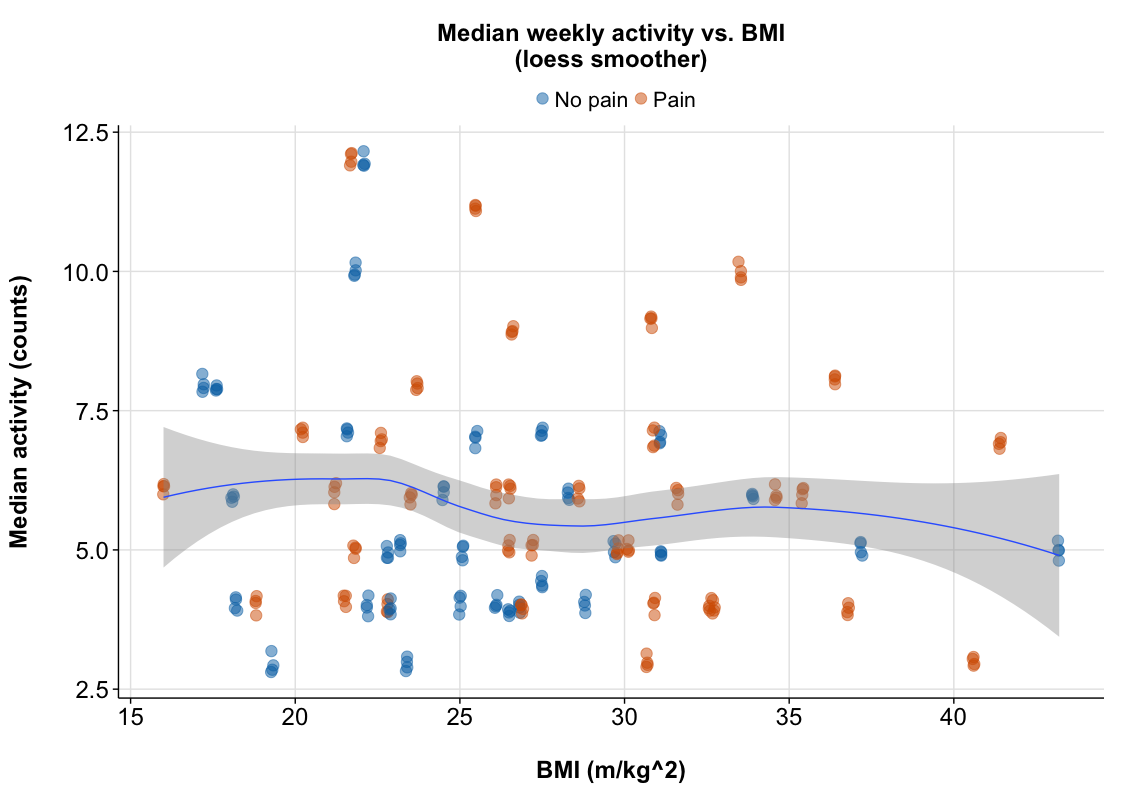 Median weekly activity vs. BMI
(loess smoother)
No pain Pain
12.5
10.0
7.5
5.0
2.5
Median activity (counts)
15 20 25 30 35 40
BMI (m/kg^2)